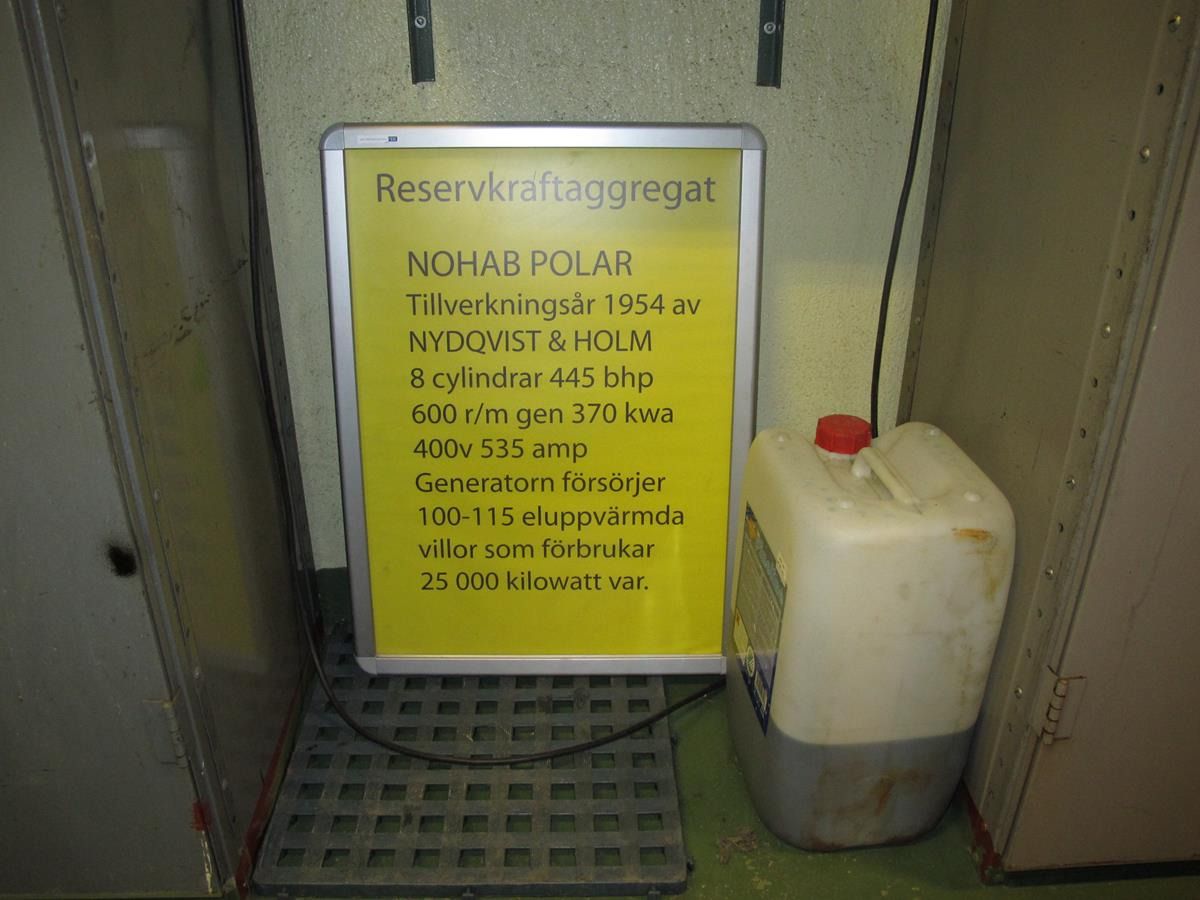 Reservkraftaggregat
NOHAB POLAR
Tillverkningsår 1954 av
NYDQVIST & HOLM
8 cylindrar 445 bhp
600 r/m gen 370 kwa
400v 535 amp
Generatorn försörjer
100-115 eluppvärmda
villor som förbrukar
25 000 kilowatt var.